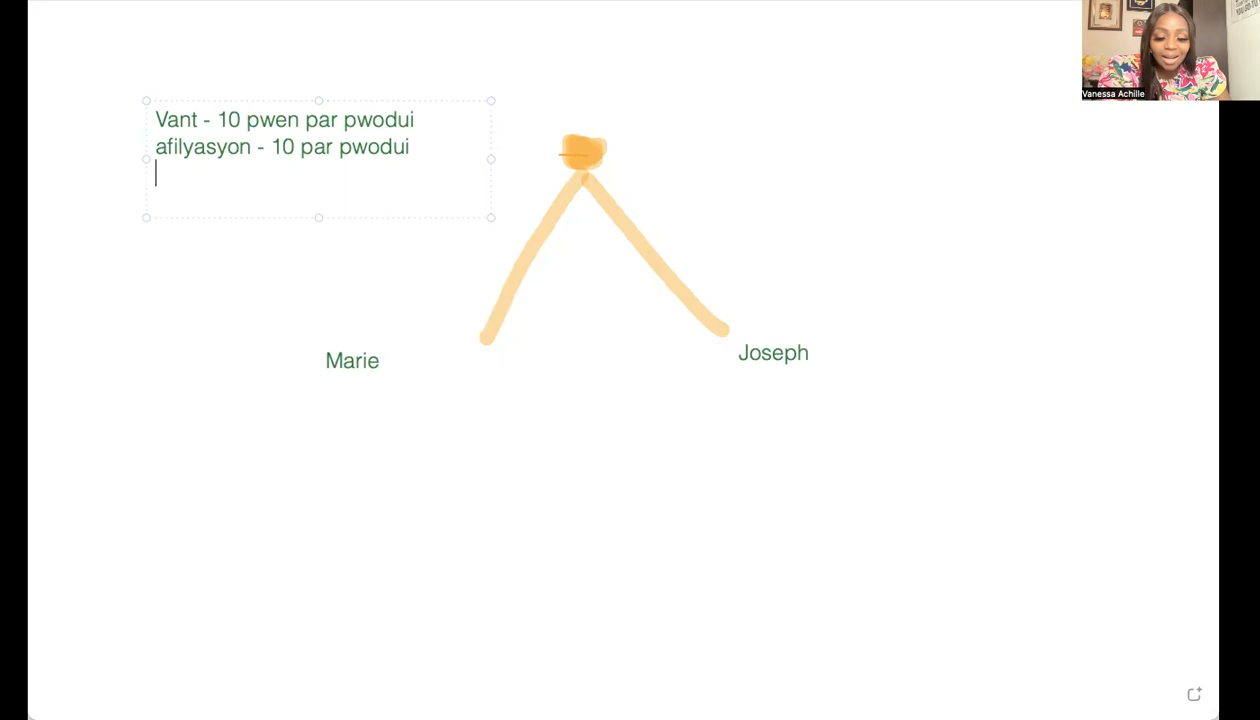 Vant - 10 pwen par pwodui
afilyasyon - 10 par pwodui
Marie
Joseph
Vanessa Achille